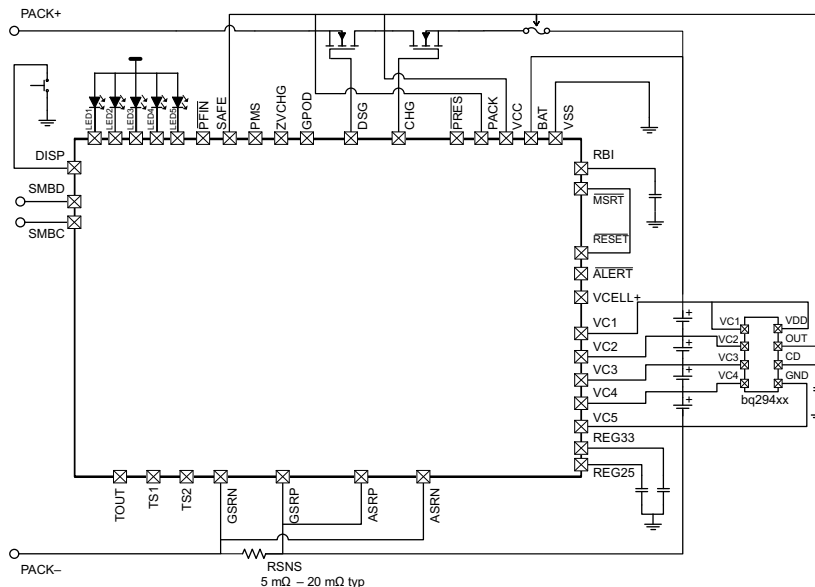 PACK+
LED1
LED2
LED3
LED4
LED5
PFIN
SAFE
PMS
ZVCHG
GPOD
DSG
CHG
PRES
PACK
VCC
BAT
VSS
DISP
SMBD
SMBC
RBI
MSRT
RESET
ALERT
VCELL+
VC1
VC2
VC3
VC4
VC5
REG33
REG25
+
+
+
+
VC1
VC2
VC3
VC4
VDD
OUT
CD
GND
bq294xx
TOUT
TS1
TS2
GSRN
GSRP
ASRP
ASRN
PACK–
RSNS
5 mΩ – 20 mΩ typ